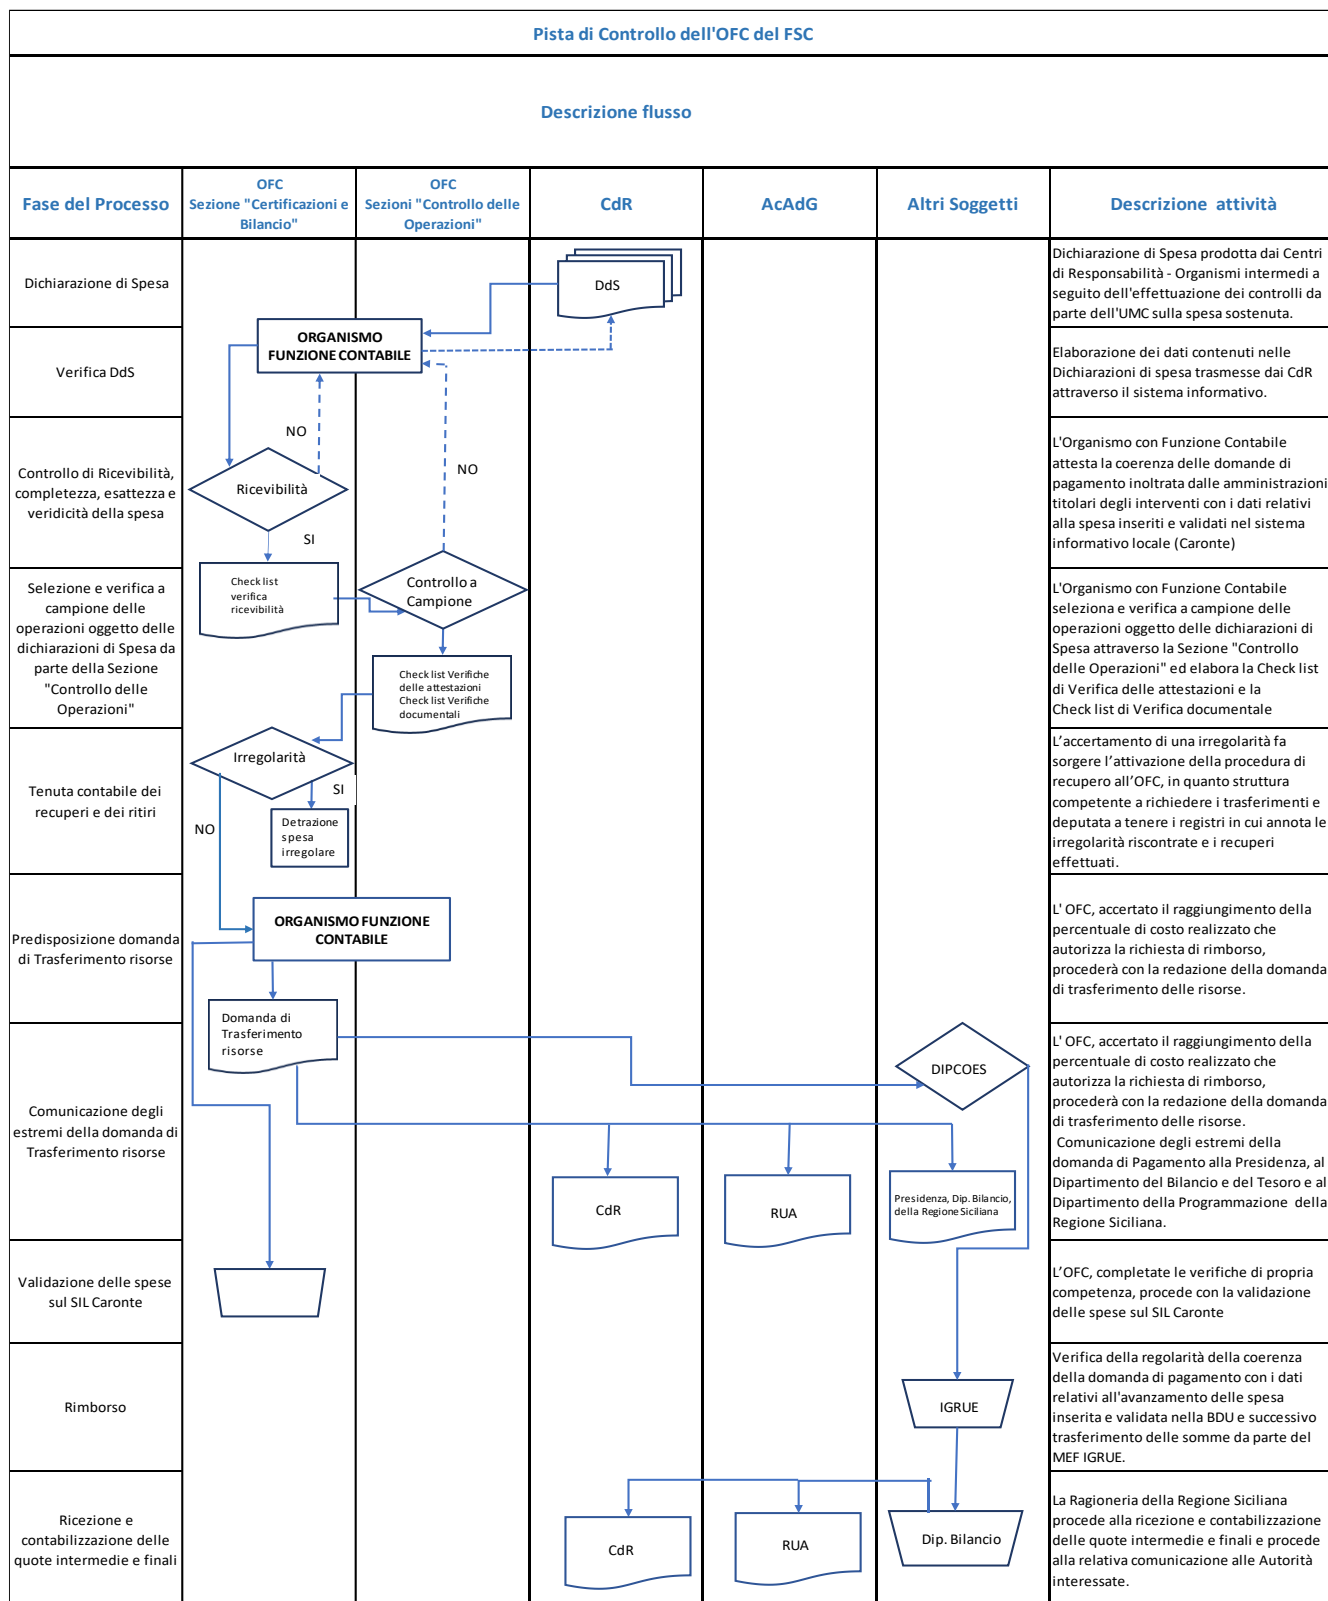 Pista di Controllo dell'OFC del FSC
Descrizione flusso
Fase del Processo
OFC
Sezione "Certificazioni e
Bilancio"
OFC
Sezioni "Controllo delle
Operazioni"
CdR
AcAdG
Altri Soggetti
Descrizione attività
Dichiarazione di Spesa
DdS
Dichiarazione di Spesa prodotta dai Centri
di Responsabilità - Organismi intermedi a
seguito dell'effettuazione dei controlli da
parte dell'UMC sulla spesa sostenuta.
ORGANISMO
FUNZIONE CONTABILE
Verifica DdS
Elaborazione dei dati contenuti nelle
Dichiarazioni di spesa trasmesse dai CdR
attraverso il sistema informativo.
NO
NO
Controllo di Ricevibilità,
completezza, esattezza e
veridicità della spesa
Ricevibilità
SI
L'Organismo con Funzione Contabile
attesta la coerenza delle domande di
pagamento inoltrata dalle amministrazioni
titolari degli interventi con i dati relativi
alla spesa inseriti e validati nel sistema
informativo locale (Caronte)
Selezione e verifica a
campione delle
operazioni oggetto delle
dichiarazioni di Spesa da
parte della Sezione
"Controllo delle
Operazioni"
Check list
verifica
ricevibilità
Controllo a
Campione
Check list Verifiche
delle attestazioni
Check list Verifiche
documentali
L'Organismo con Funzione Contabile
seleziona e verifica a campione delle
operazioni oggetto delle dichiarazioni di
Spesa attraverso la Sezione "Controllo
delle Operazioni" ed elabora la Check list
di Verifica delle attestazioni e la
Check list di Verifica documentale
Tenuta contabile dei
recuperi e dei ritiri
Irregolarità
SI
NO
Detrazione
spesa
irregolare
L'accertamento di una irregolarità fa
sorgere l'attivazione della procedura di
recupero all'OFC, in quanto struttura
competente a richiedere i trasferimenti e
deputata a tenere i registri in cui annota le
irregolarità riscontrate e i recuperi
effettuati.
Predisposizione domanda
di Trasferimento risorse
ORGANISMO FUNZIONE
CONTABILE
L' OFC, accertato il raggiungimento della
percentuale di costo realizzato che
autorizza la richiesta di rimborso,
procederà con la redazione della domanda
di trasferimento delle risorse.
Domanda di
Trasferimento
risorse
Comunicazione degli
estremi della domanda di
Trasferimento risorse
DIPCOES
CdR
RUA
Presidenza, Dip. Bilancio,
della Regione Siciliana
L' OFC, accertato il raggiungimento della
percentuale di costo realizzato che
autorizza la richiesta di rimborso,
procederà con la redazione della domanda
di trasferimento delle risorse.
Comunicazione degli estremi della
domanda di Pagamento alla Presidenza, al
Dipartimento del Bilancio e del Tesoro e al
Dipartimento della Programmazione della
Regione Siciliana.
Validazione delle spese
sul SIL Caronte
L'OFC, completate le verifiche di propria
competenza, procede con la validazione
delle spese sul SIL Caronte
Rimborso
IGRUE
Verifica della regolarità della coerenza
della domanda di pagamento con i dati
relativi all'avanzamento delle spesa
inserita e validata nella BDU e successivo
trasferimento delle somme da parte del
MEF IGRUE.
Ricezione e
contabilizzazione delle
quote intermedie e finali
CdR
RUA
Dip. Bilancio
La Ragioneria della Regione Siciliana
procede alla ricezione e contabilizzazione
delle quote intermedie e finali e procede
alla relativa comunicazione alle Autorità
interessate.